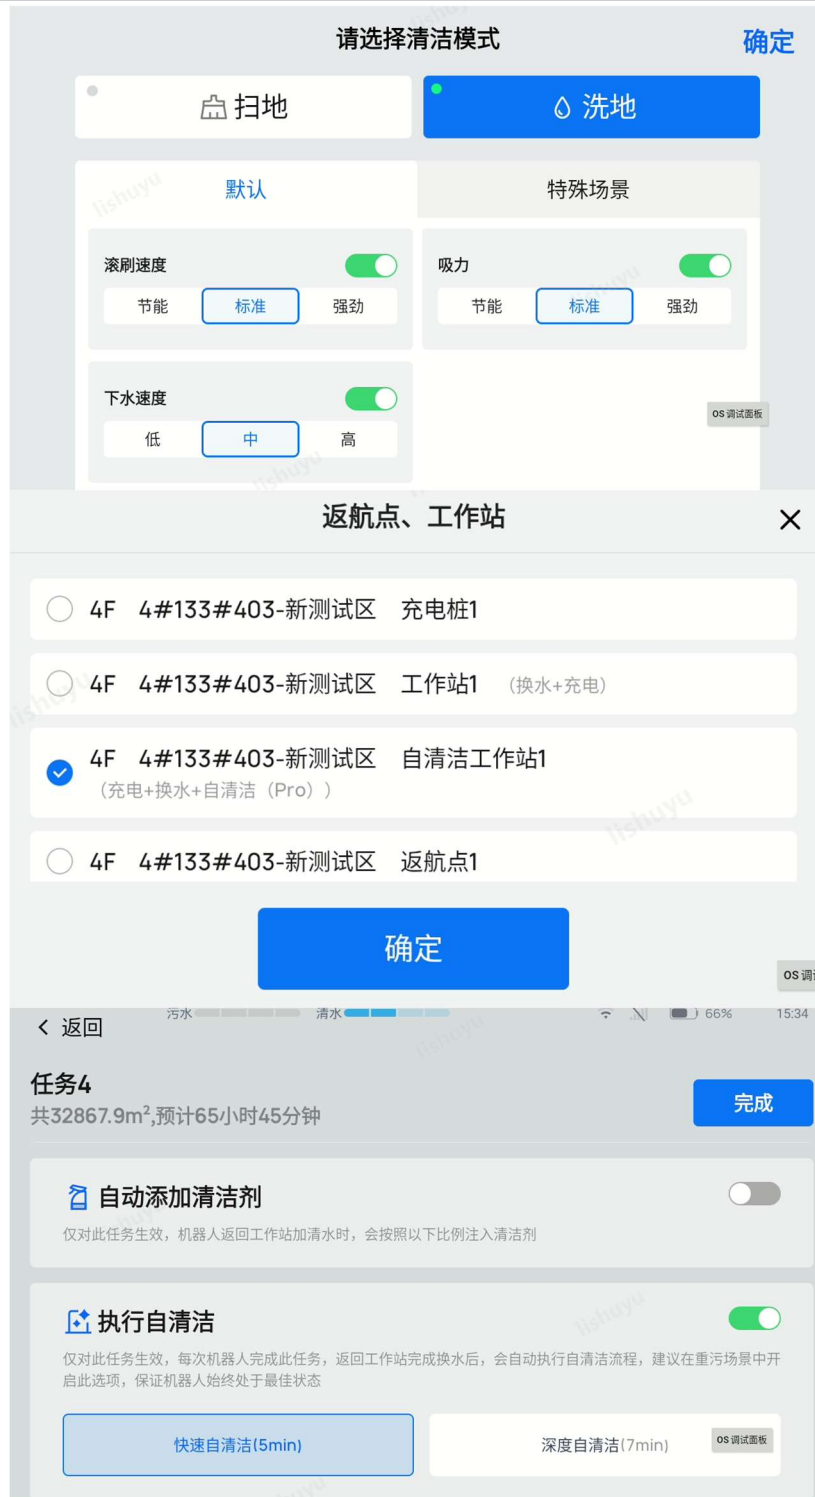 请选择清洁模式
确定
扫地
洗地
默认
特殊场景
滚刷速度
吸力
节能 标准 强劲
节能 标准 强劲
下水速度
OS 调试面板
低 中 高
返航点、工作站
4F 4#133#403-新测试区 充电桩1
4F 4#133#403-新测试区 工作站1 (换水+充电)
4F 4#133#403-新测试区 自清洁工作站1
(充电+换水+自清洁(Pro))
4F 4#133#403-新测试区 返航点1
确定
OS 调
返回
污水
清水
66%
15:34
任务4
共32867.9m²,预计65小时45分钟
完成
自动添加清洁剂
仅对此任务生效，机器人返回工作站加清水时，会按照以下比例注入清洁剂
执行自清洁
仅对此任务生效，每次机器人完成此任务，返回工作站完成换水后，会自动执行自清洁流程，建议在重污场景中开
启此选项，保证机器人始终处于最佳状态
快速自清洁(5min)
深度自清洁(7min)
OS 调试面板
lishuyu